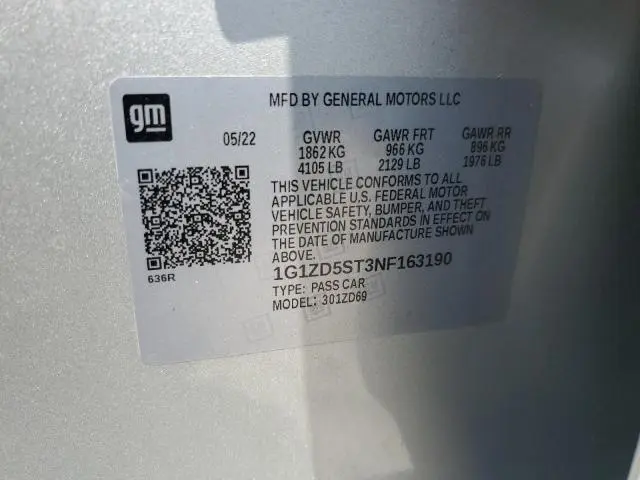 gm
MFD BY GENERAL MOTORS LLC
05/22 GVWR GAWR FRT GAWR RR
1862 KG 966 KG 896 KG
4105 LB 2129 LB 1976 LB
THIS VEHICLE CONFORMS TO ALL
APPLICABLE U.S. FEDERAL MOTOR
VEHICLE SAFETY, BUMPER, AND THEFT
PREVENTION STANDARDS IN EFFECT ON
THE DATE OF MANUFACTURE SHOWN
ABOVE.
636R
1G1ZD5ST3NF163190
TYPE: PASS CAR
MODEL: 301ZD69